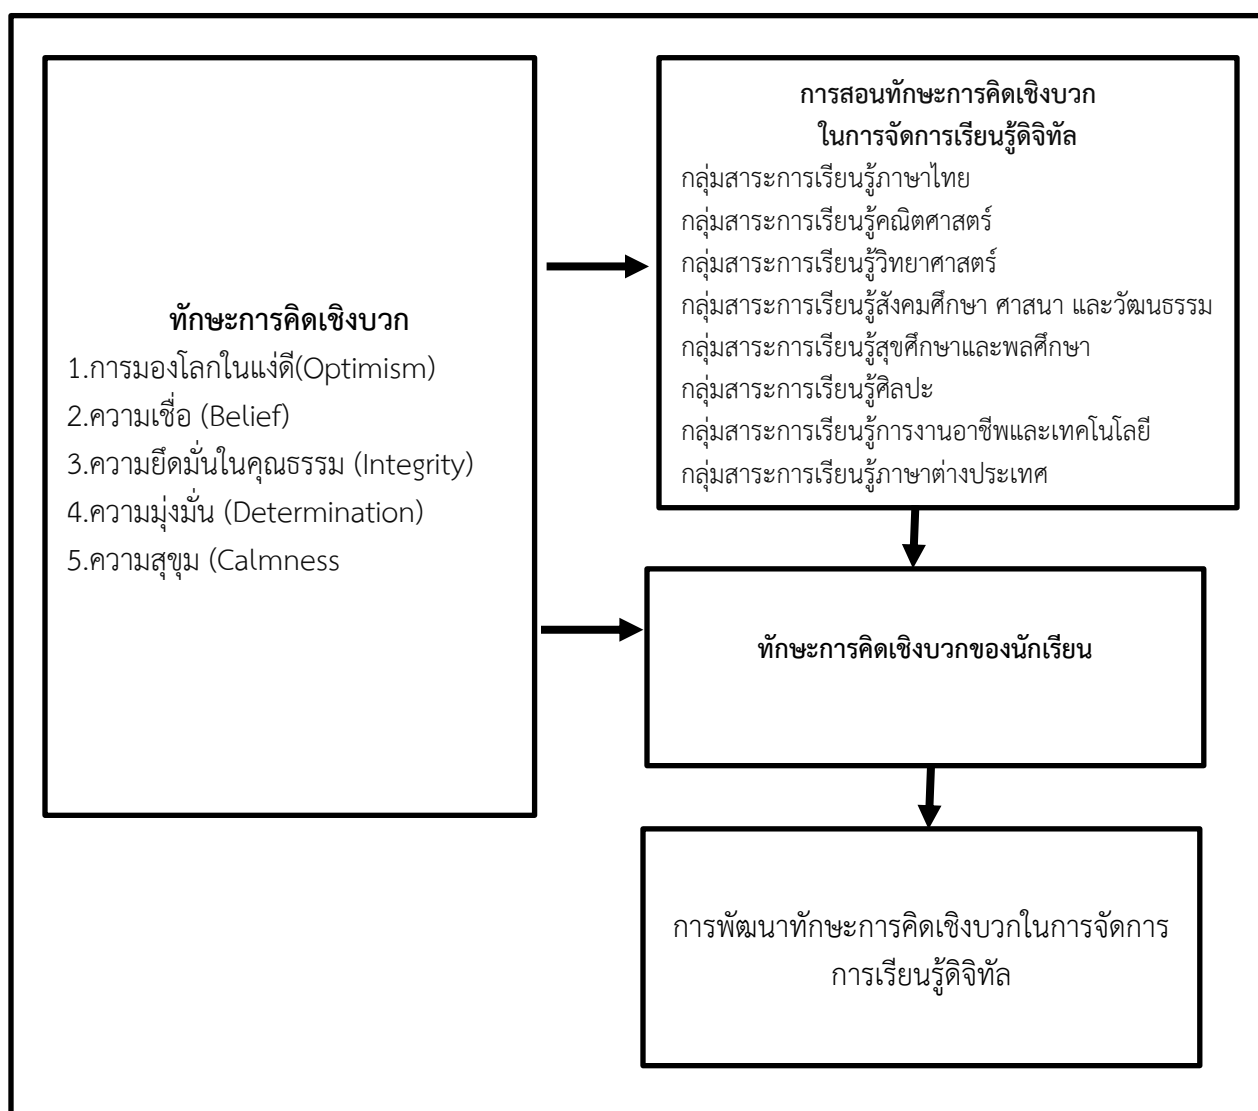 ทักษะการคิดเชิงบวก
1.การมองโลกในแง่ดี(Optimism)
2.ความเชื่อ (Belief)
3.ความยึดมั่นในคุณธรรม (Integrity)
4.ความมุ่งมั่น (Determination)
5.ความสุขุม (Calmness
การสอนทักษะการคิดเชิงบวก
ในการจัดการเรียนรู้ดิจิทัล
กลุ่มสาระการเรียนรู้ภาษาไทย
กลุ่มสาระการเรียนรู้คณิตศาสตร์
กลุ่มสาระการเรียนรู้วิทยาศาสตร์
กลุ่มสาระการเรียนรู้สังคมศึกษา ศาสนา และวัฒนธรรม
กลุ่มสาระการเรียนรู้สุขศึกษาและพลศึกษา
กลุ่มสาระการเรียนรู้ศิลปะ
กลุ่มสาระการเรียนรู้การงานอาชีพและเทคโนโลยี
กลุ่มสาระการเรียนรู้ภาษาต่างประเทศ
ทักษะการคิดเชิงบวกของนักเรียน
การพัฒนาทักษะการคิดเชิงบวกในการจัดการ
การเรียนรู้ดิจิทัล